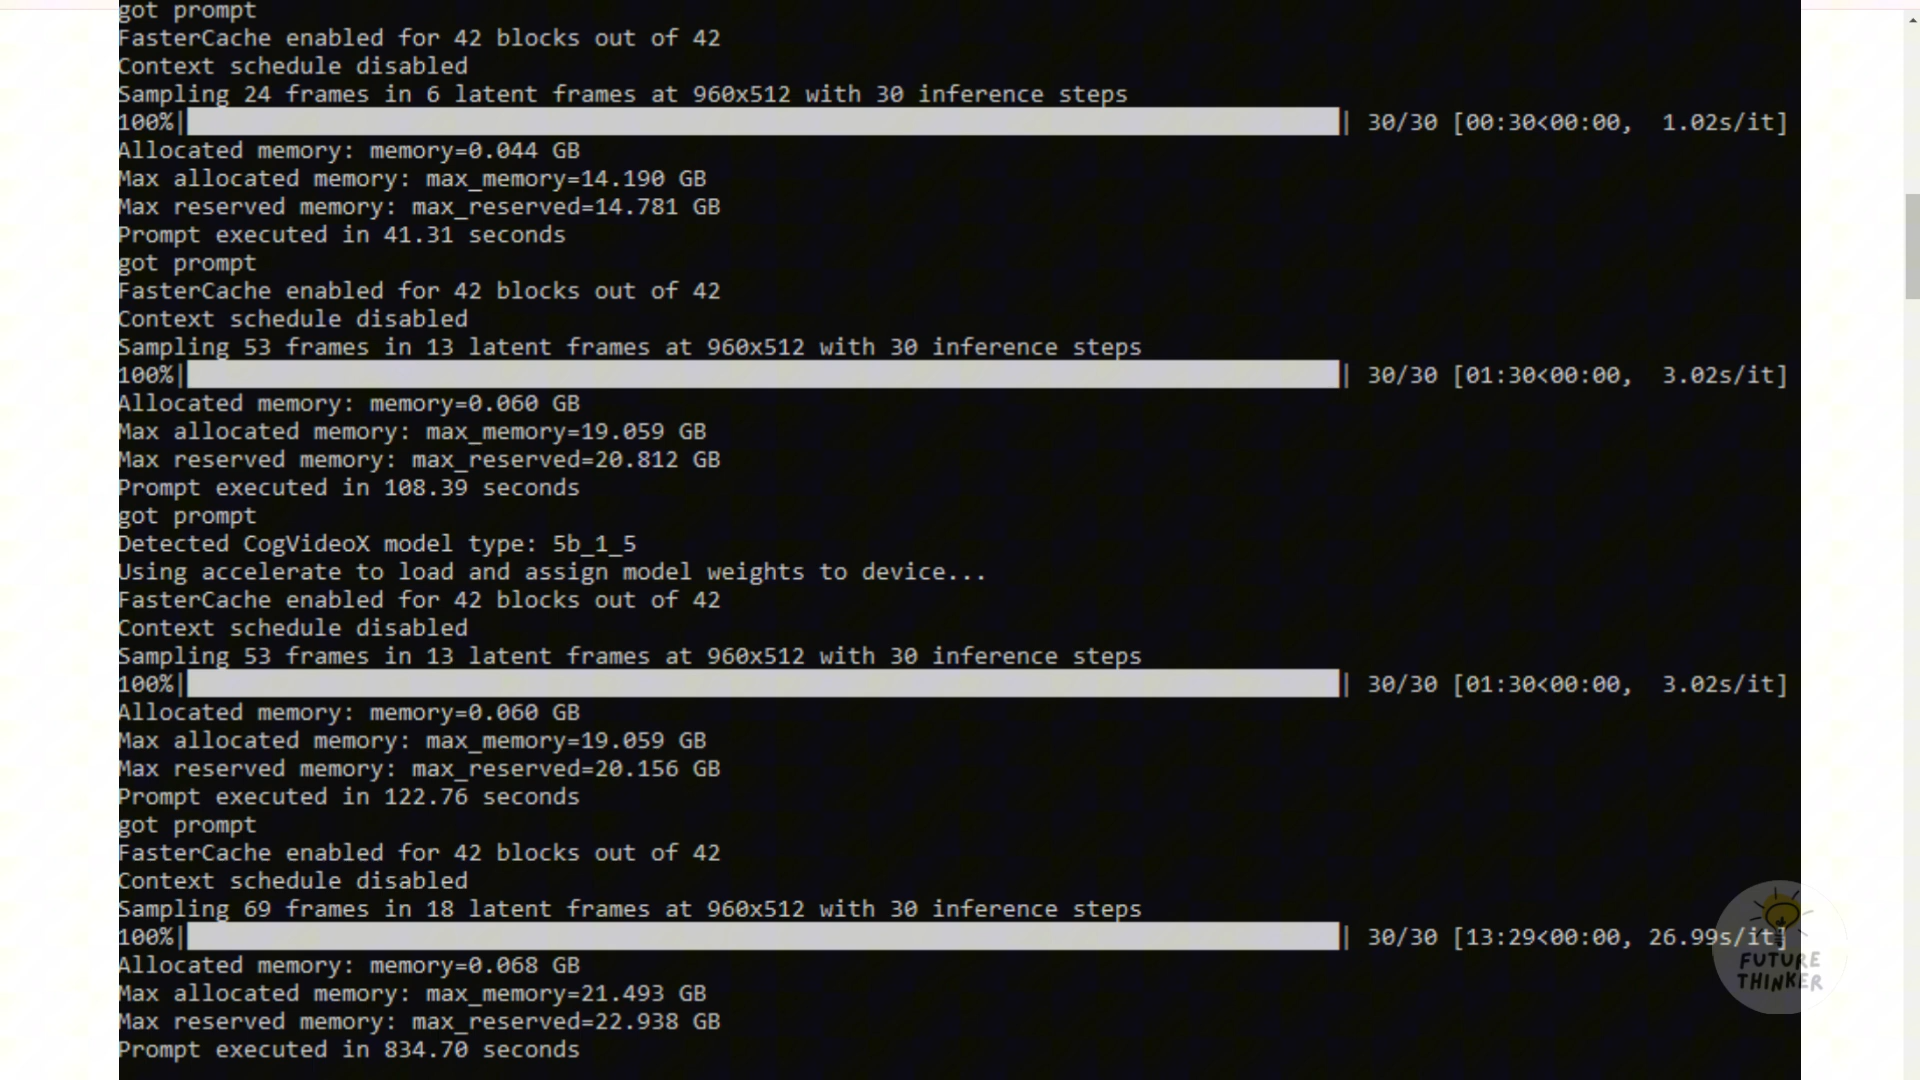 got prompt
FasterCache enabled for 42 blocks out of 42
Context schedule disabled
Sampling 24 frames in 6 latent frames at 960x512 with 30 inference steps
100%| | 30/30 [00:30<00:00,  1.02s/it]
Allocated memory: memory=0.044 GB
Max allocated memory: max_memory=14.190 GB
Max reserved memory: max_reserved=14.781 GB
Prompt executed in 41.31 seconds
got prompt
FasterCache enabled for 42 blocks out of 42
Context schedule disabled
Sampling 53 frames in 13 latent frames at 960x512 with 30 inference steps
100%| | 30/30 [01:30<00:00,  3.02s/it]
Allocated memory: memory=0.060 GB
Max allocated memory: max_memory=19.059 GB
Max reserved memory: max_reserved=20.812 GB
Prompt executed in 108.39 seconds
got prompt
Detected CogVideoX model type: 5b_1_5
Using accelerate to load and assign model weights to device...
FasterCache enabled for 42 blocks out of 42
Context schedule disabled
Sampling 53 frames in 13 latent frames at 960x512 with 30 inference steps
100%| | 30/30 [01:30<00:00,  3.02s/it]
Allocated memory: memory=0.060 GB
Max allocated memory: max_memory=19.059 GB
Max reserved memory: max_reserved=20.156 GB
Prompt executed in 122.76 seconds
got prompt
FasterCache enabled for 42 blocks out of 42
Context schedule disabled
Sampling 69 frames in 18 latent frames at 960x512 with 30 inference steps
100%| | 30/30 [13:29<00:00, 26.99s/it]
Allocated memory: memory=0.068 GB
Max allocated memory: max_memory=21.493 GB
Max reserved memory: max_reserved=22.938 GB
Prompt executed in 834.70 seconds
FUTURE
THINKER